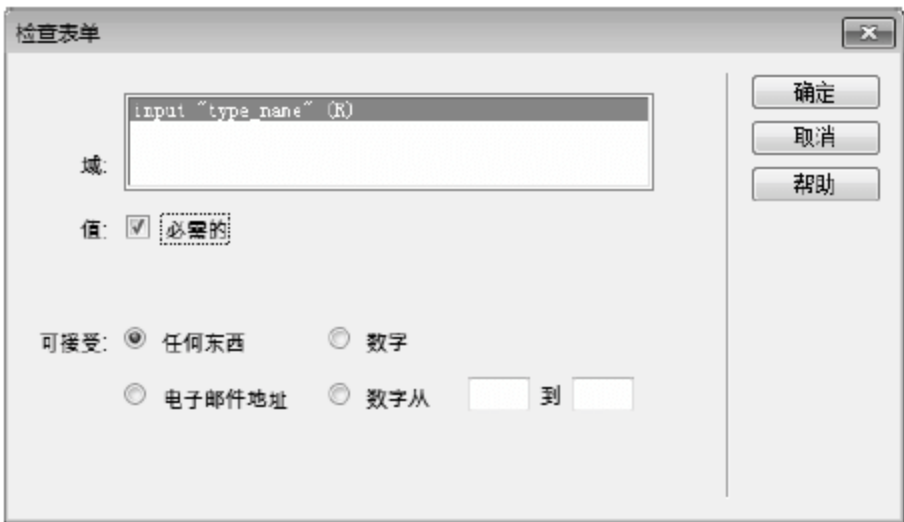 检查表单
input "type_name" (R)
域:
值: 必需的
可接受: 任何东西 数字
电子邮件地址 数字从 到
确定
取消
帮助